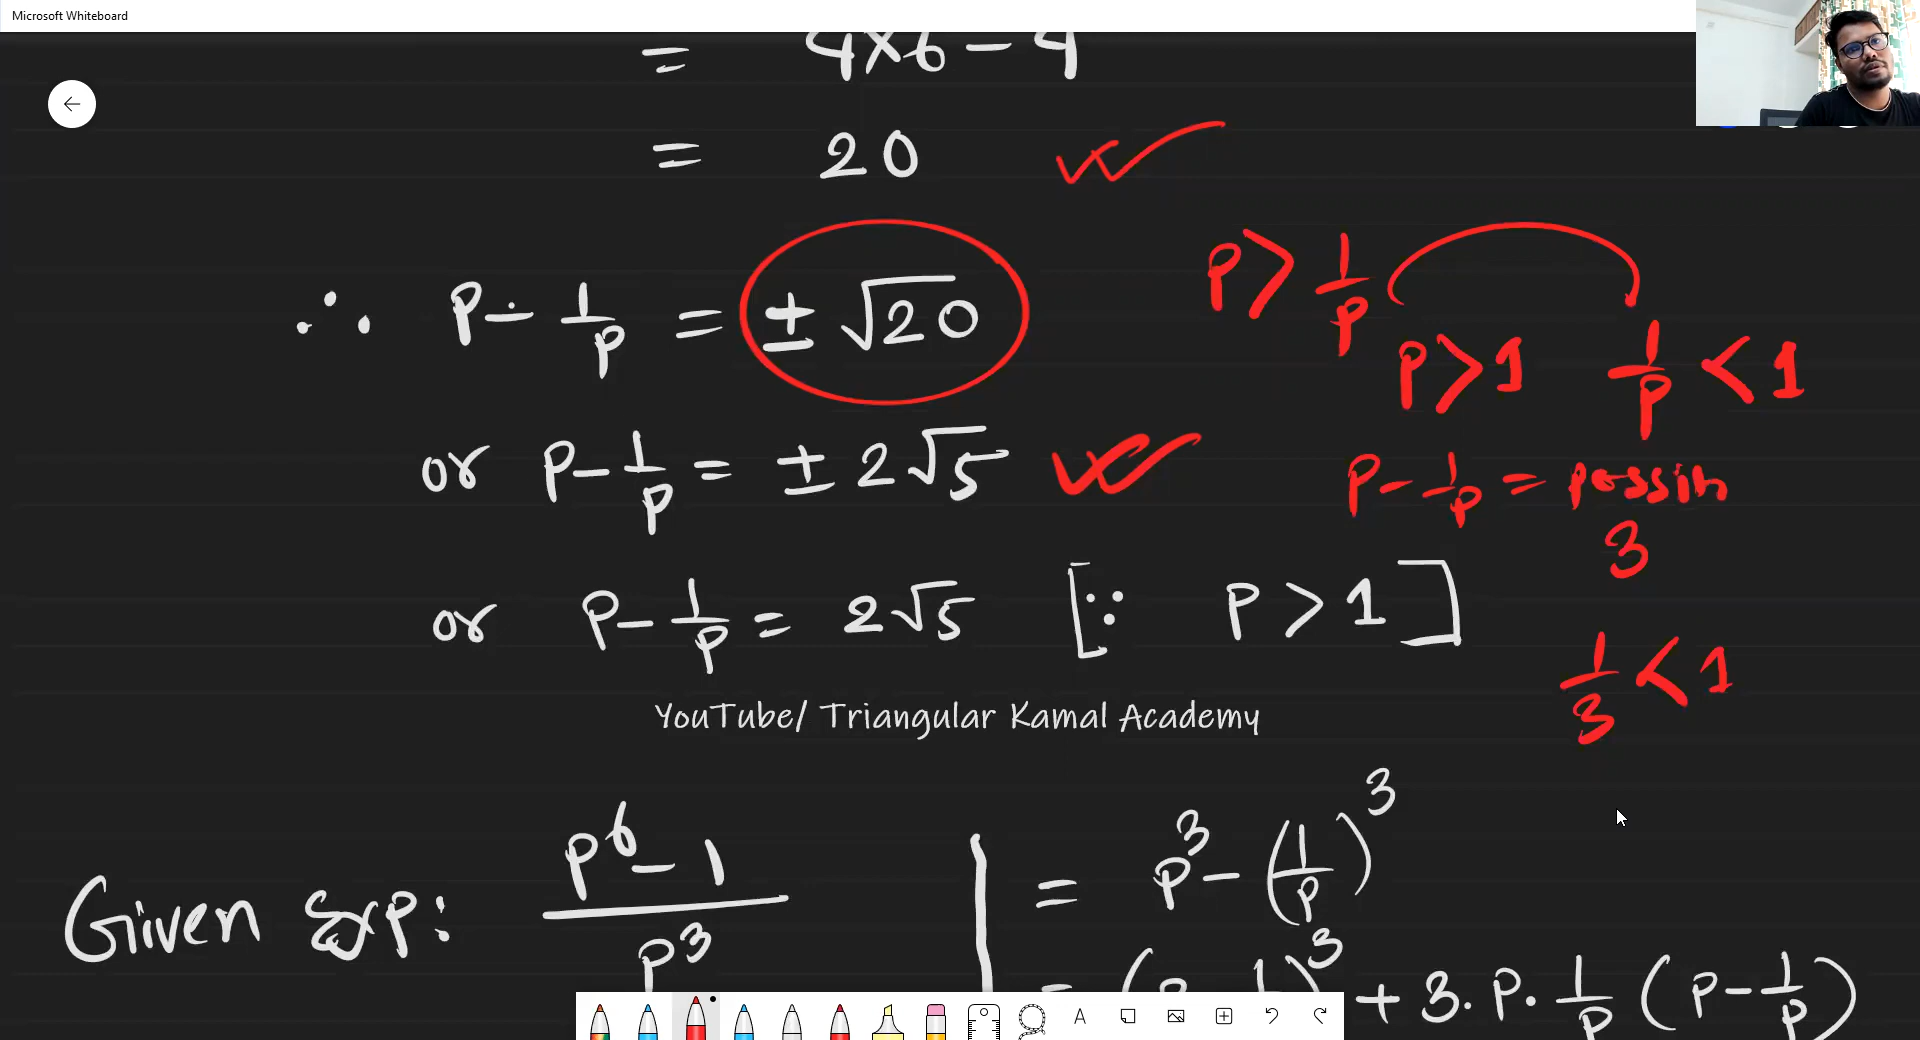 Microsoft Whiteboard
= 4×6 − 4
= 20
∴ P − 1/P = ± √20
P > 1/P
P > 1 1/P < 1
or P − 1/P = ± 2√5
P − 1/P =
3
or P − 1/P = 2√5 [∵ P > 1]
1/3 < 1
YouTube/ Triangular Kamal Academy
Given Exp: (P⁶ − 1)/P³
= P³ − (1/P)³
+ 3. P. 1/P (P − 1/P)